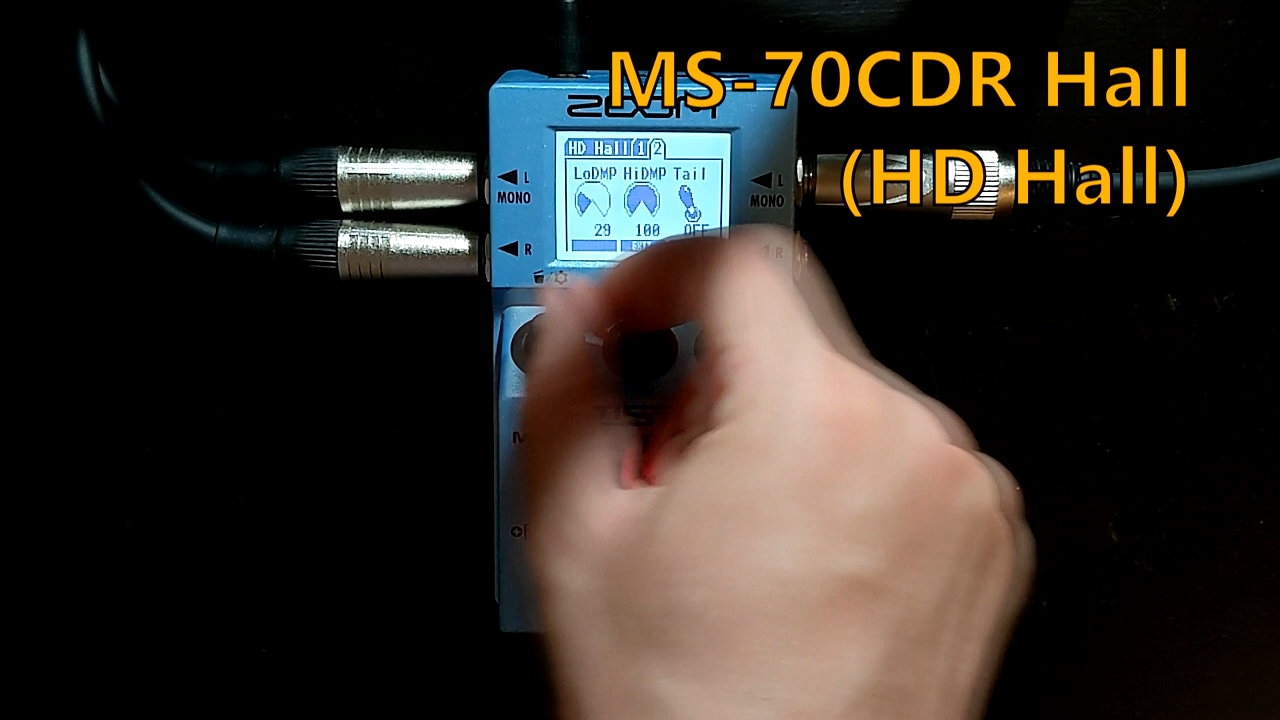 MS-70CDR Hall
(HD Hall)
ZOOM
HD Hall 1 2
LoDMP HiDMP Tail
29 100 OFF
L
MONO
R
L
MONO
R